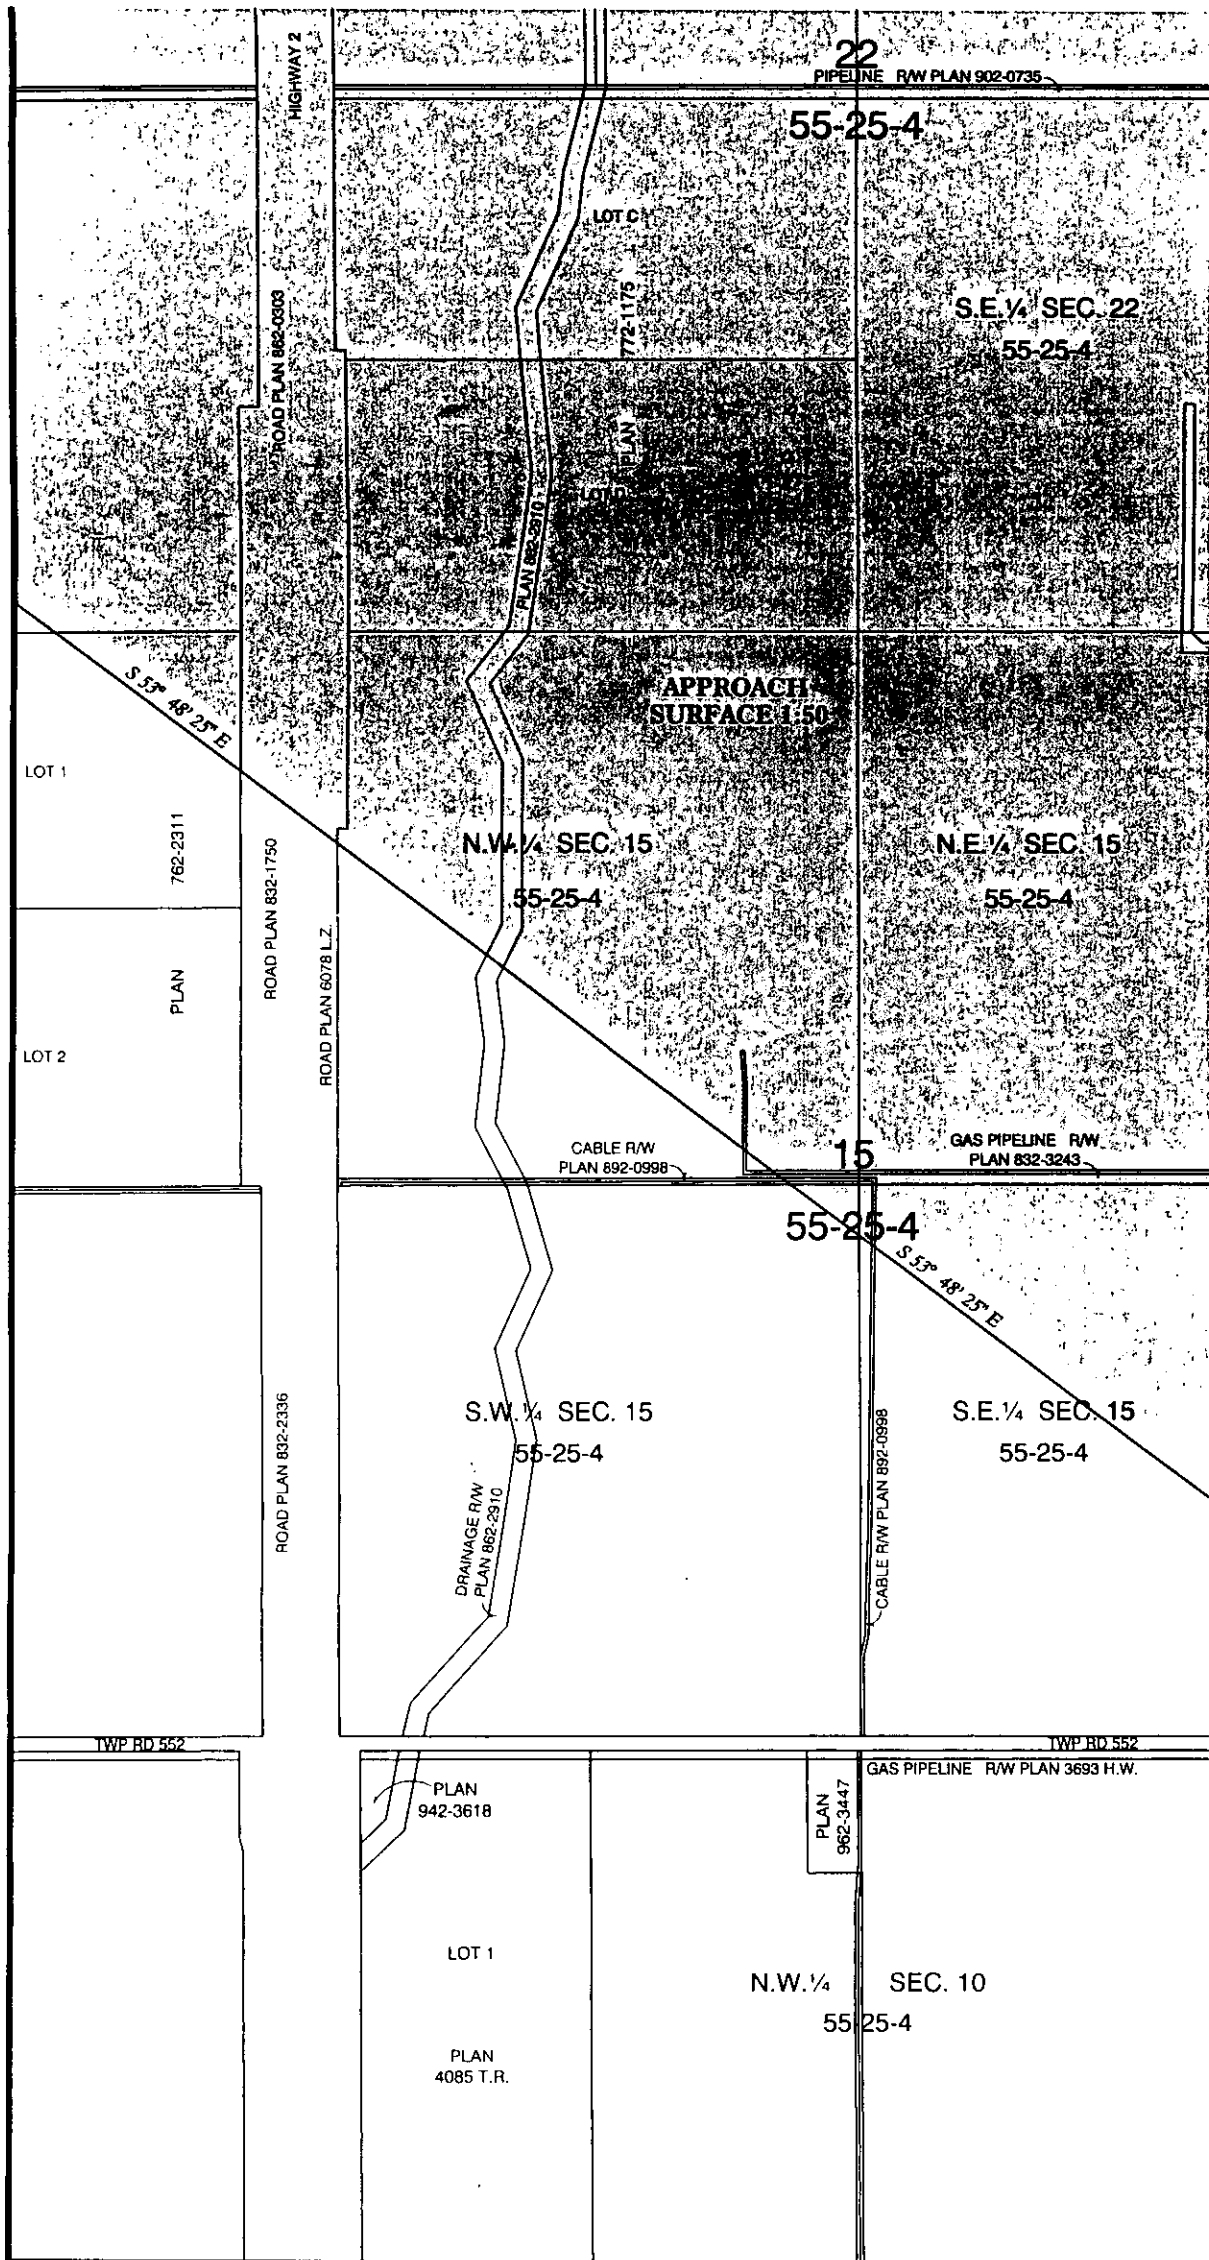 HIGHWAY 2
22
PIPELINE R/W PLAN 902-0735
55-25-4
LOT C
ROAD PLAN 862-0303
772-1175
PLAN
S.E.¼ SEC. 22
55-25-4
LOT D
PLAN 862-2910
APPROACH
SURFACE 1:50
S 53° 48' 25" E
LOT 1
762-2311
PLAN
LOT 2
ROAD PLAN 832-1750
ROAD PLAN 6078 L.Z.
N.W.¼ SEC. 15
55-25-4
N.E.¼ SEC. 15
55-25-4
CABLE R/W
PLAN 892-0998
15
GAS PIPELINE R/W
PLAN 832-3243
55-25-4
S 53° 48' 25" E
ROAD PLAN 832-2336
S.W.¼ SEC. 15
55-25-4
S.E.¼ SEC. 15
55-25-4
DRAINAGE R/W
PLAN 862-2910
CABLE R/W PLAN 892-0998
TWP RD 552
TWP RD 552
GAS PIPELINE R/W PLAN 3693 H.W.
PLAN
942-3618
PLAN
962-3447
LOT 1
N.W.¼ SEC. 10
55-25-4
PLAN
4085 T.R.